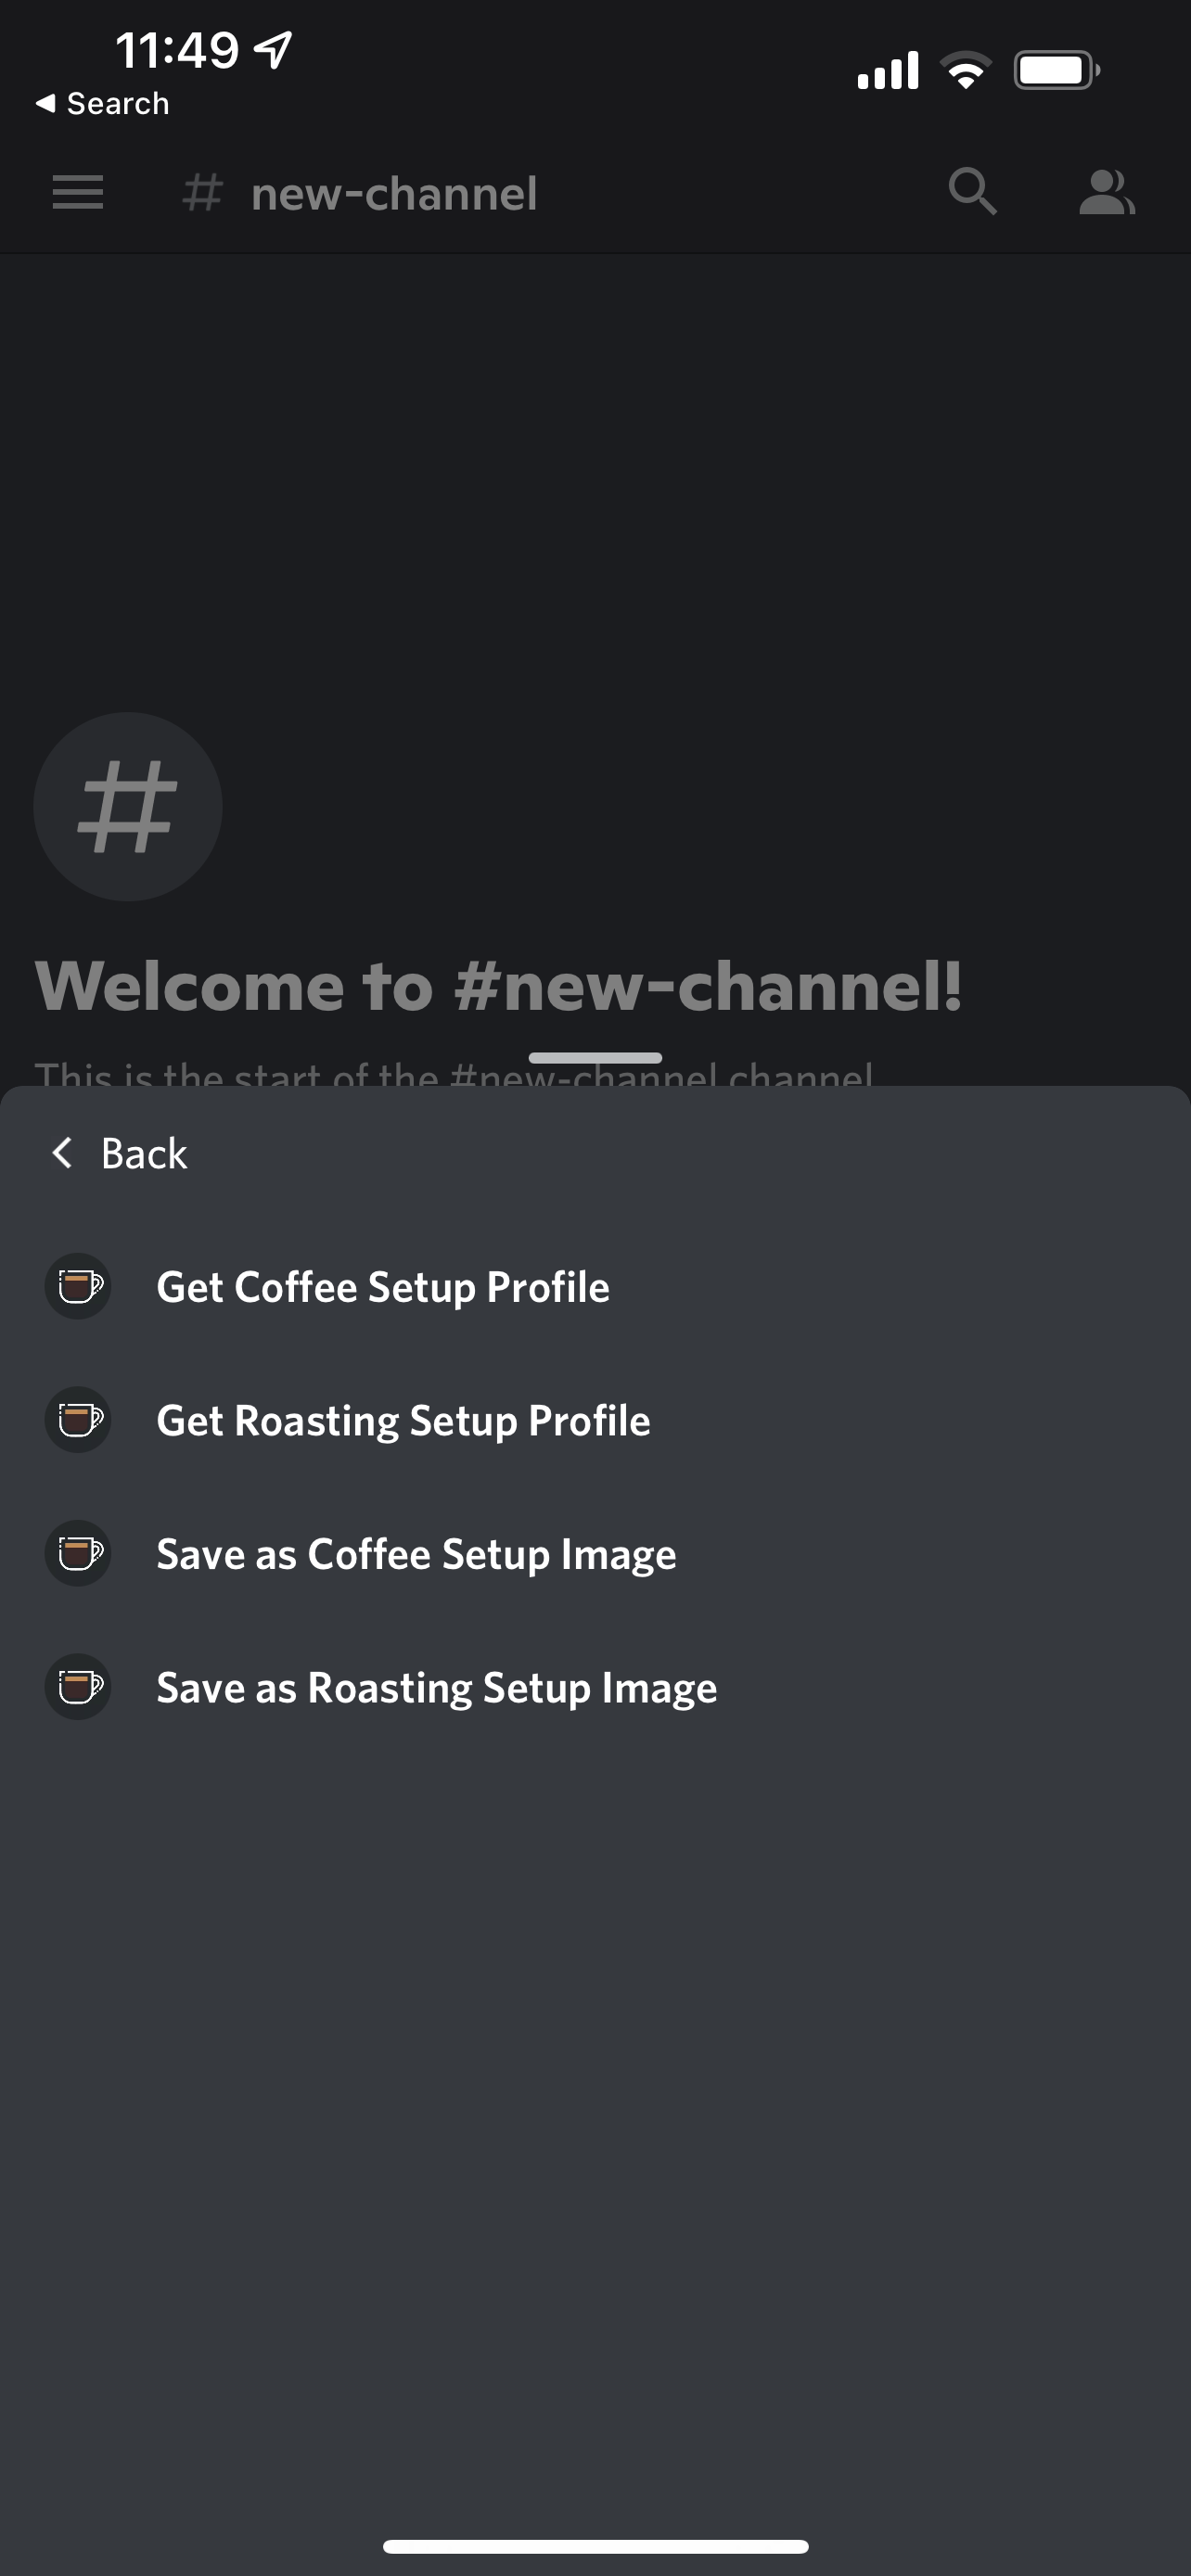 11:49
Search
# new-channel
#
Welcome to #new-channel!
This is the start of the #new-channel channel
Back
Get Coffee Setup Profile
Get Roasting Setup Profile
Save as Coffee Setup Image
Save as Roasting Setup Image